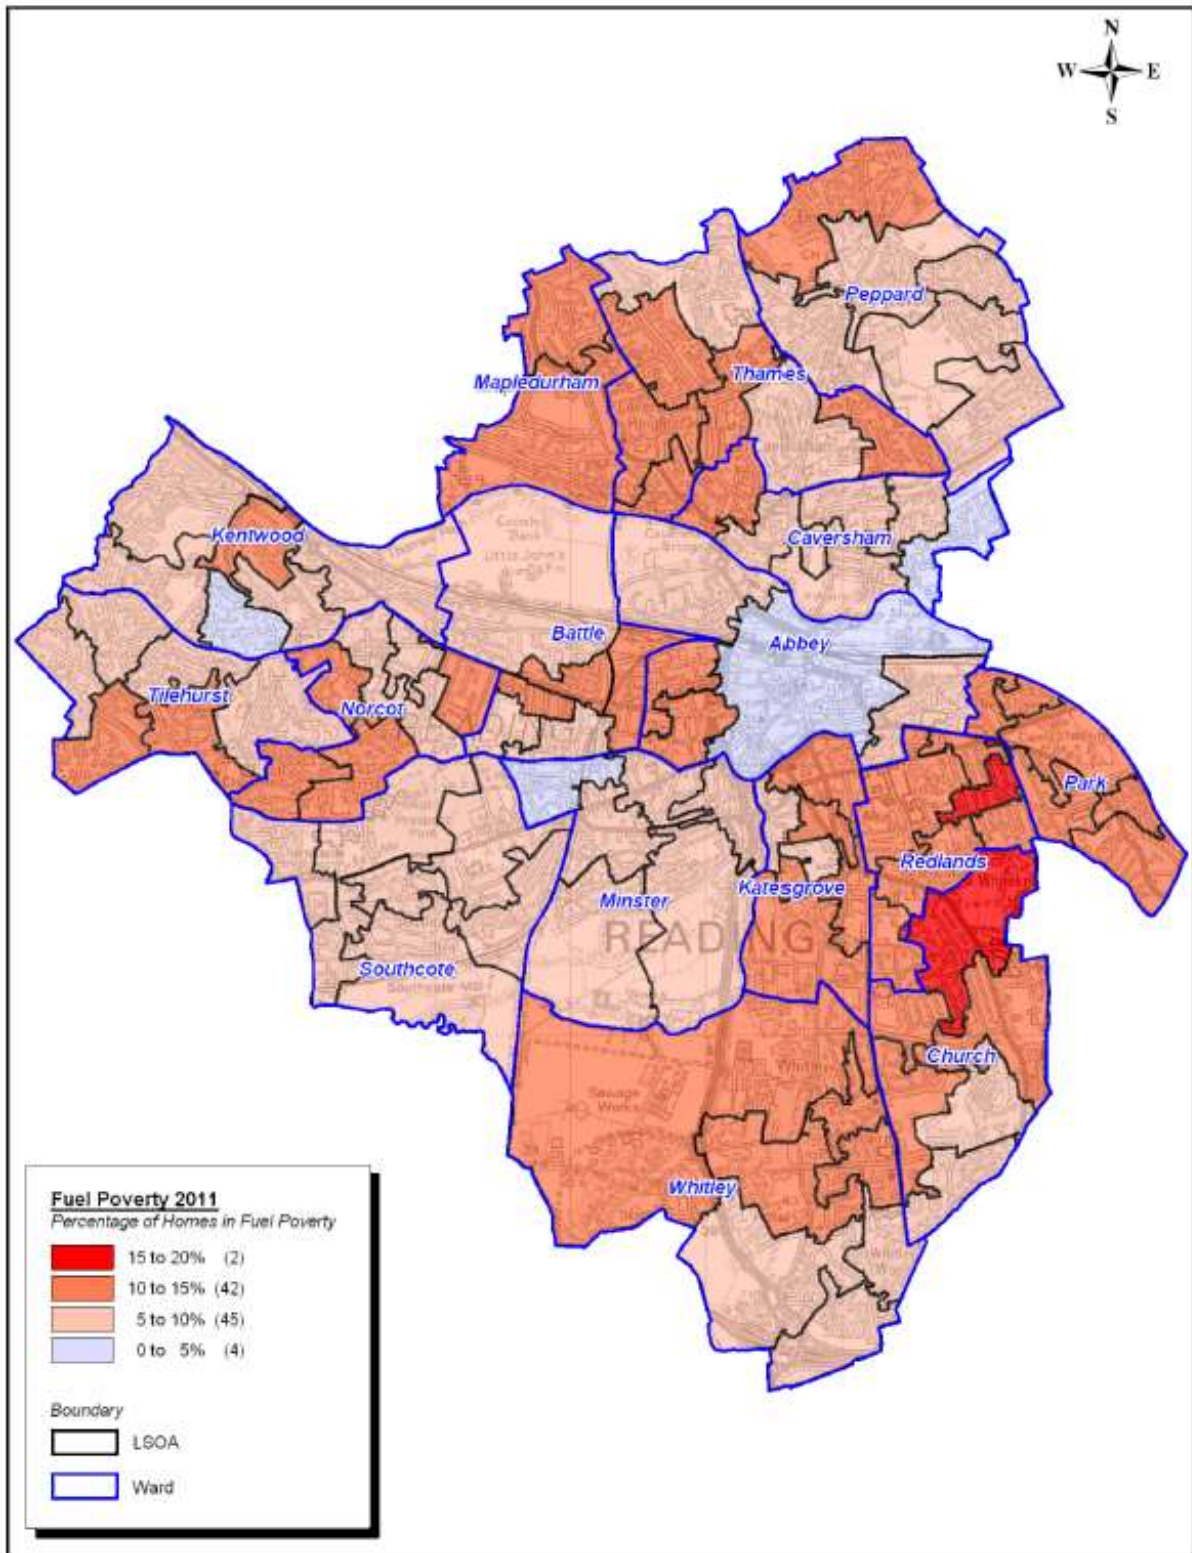 N
W E
S
Peppard
Mapledurham
Thames
Kentwood
Caversham
Battle
Abbey
Tilehurst
Norcot
Park
Redlands
Minster
Katesgrove
READING
Southcote
Church
Sewage
Works
Whitley
Fuel Poverty 2011
Percentage of Homes in Fuel Poverty
15 to 20% (2)
10 to 15% (42)
5 to 10% (45)
0 to 5% (4)
Boundary
LSOA
Ward